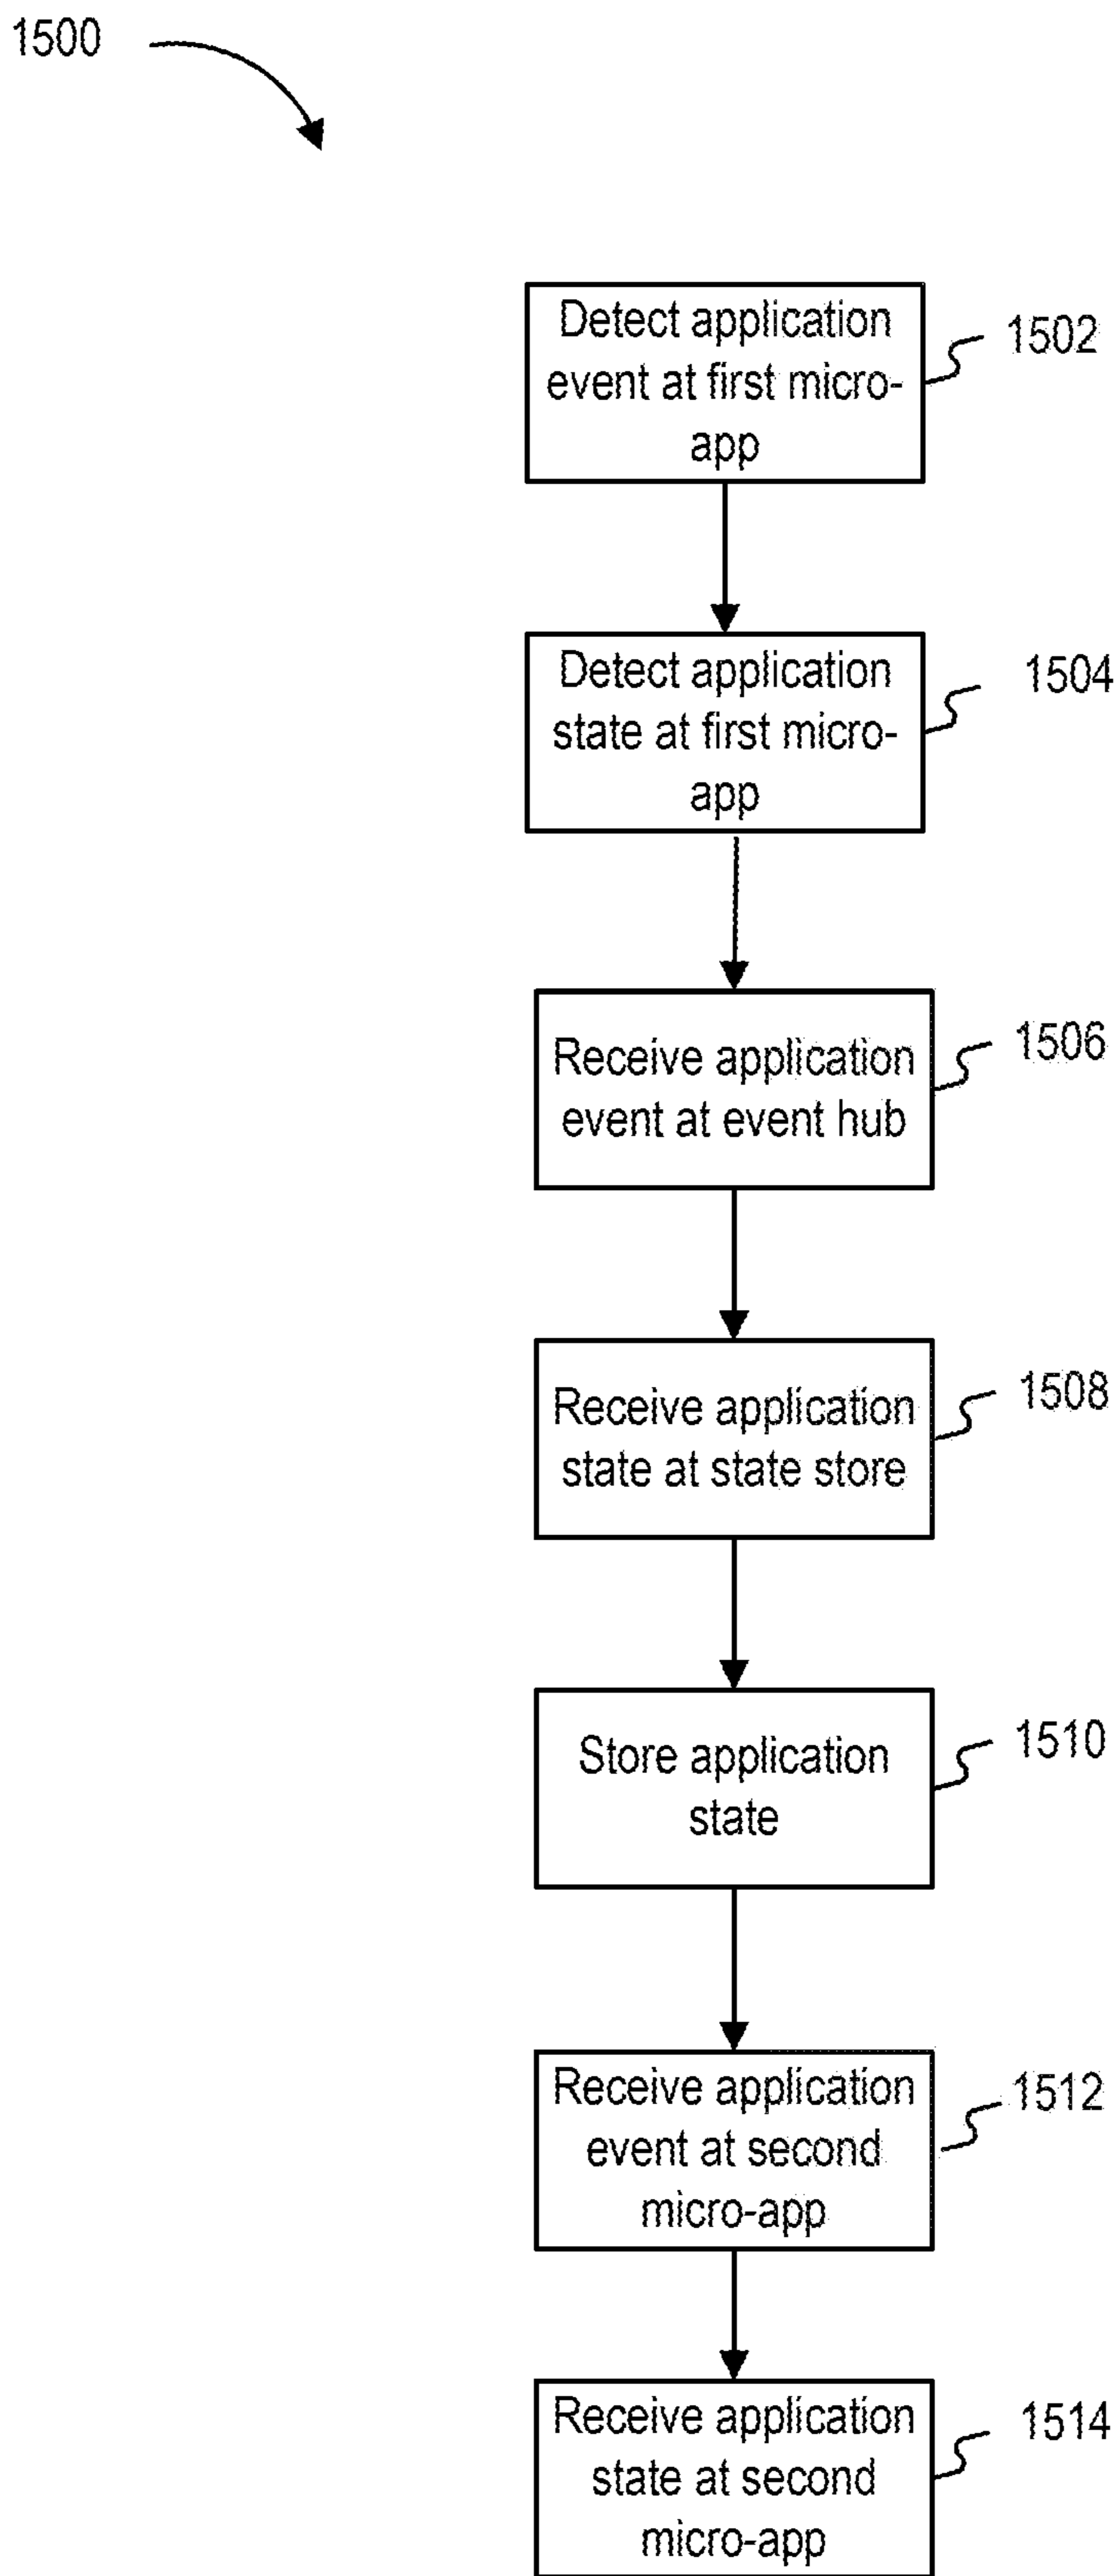 1500
Detect application
event at first micro-
app
1502
Detect application
state at first micro-
app
1504
Receive application
event at event hub
1506
Receive application
state at state store
1508
Store application
state
1510
Receive application
event at second
micro-app
1512
Receive application
state at second
micro-app
1514